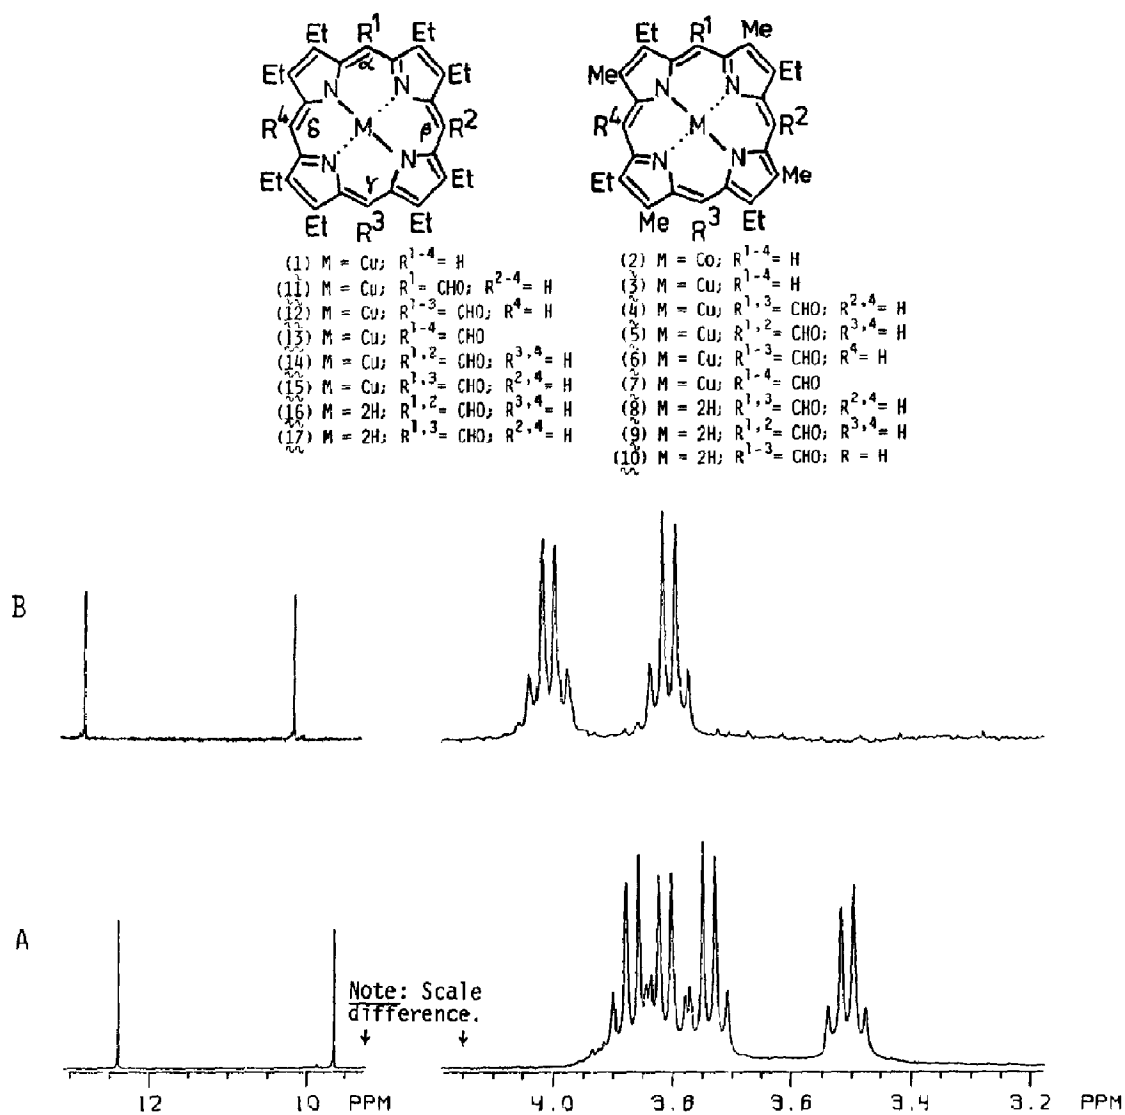 Et R¹ Et
Et α Et
N N
R⁴ δ M β R²
N N
Et γ Et
Et R³ Et
Et R¹ Me
Me Et
N N
R⁴ M R²
N N
Et Me
Me R³ Et
(1) M = Cu; R¹⁻⁴ = H
(11) M = Cu; R¹ = CHO; R²⁻⁴ = H
(12) M = Cu; R¹⁻³ = CHO; R⁴ = H
(13) M = Cu; R¹⁻⁴ = CHO
(14) M = Cu; R¹,² = CHO; R³,⁴ = H
(15) M = Cu; R¹,³ = CHO; R²,⁴ = H
(16) M = 2H; R¹,² = CHO; R³,⁴ = H
(17) M = 2H; R¹,³ = CHO; R²,⁴ = H
(2) M = Co; R¹⁻⁴ = H
(3) M = Cu; R¹⁻⁴ = H
(4) M = Cu; R¹,³ = CHO; R²,⁴ = H
(5) M = Cu; R¹,² = CHO; R³,⁴ = H
(6) M = Cu; R¹⁻³ = CHO; R⁴ = H
(7) M = Cu; R¹⁻⁴ = CHO
(8) M = 2H; R¹,³ = CHO; R²,⁴ = H
(9) M = 2H; R¹,² = CHO; R³,⁴ = H
(10) M = 2H; R¹⁻³ = CHO; R = H
B
A
Note: Scale
difference.
12 10 PPM 4.0 3.8 3.6 3.4 3.2 PPM